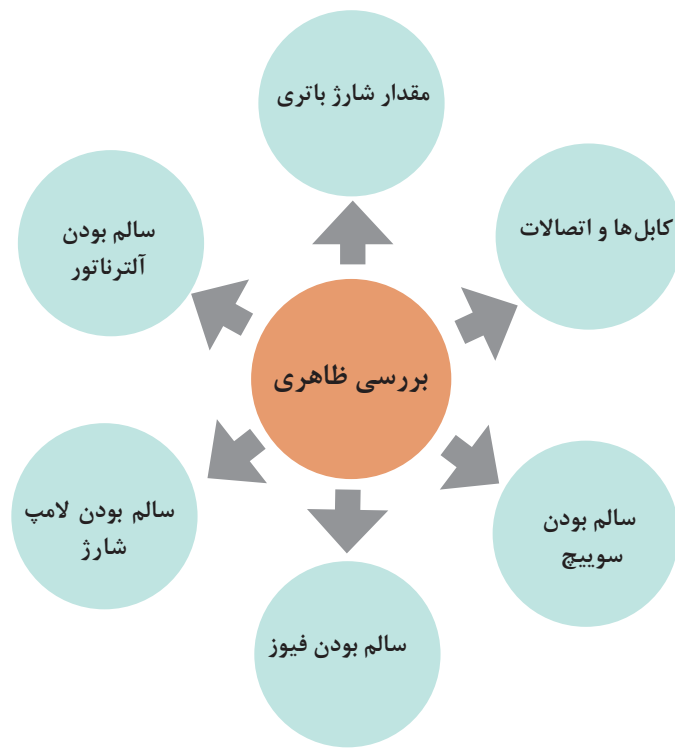 مقدار شارژ باتری
کابل‌ها و اتصالات
سالم بودن
آلترناتور
بررسی ظاهری
سالم بودن
سوییچ
سالم بودن لامپ
شارژ
سالم بودن فیوز